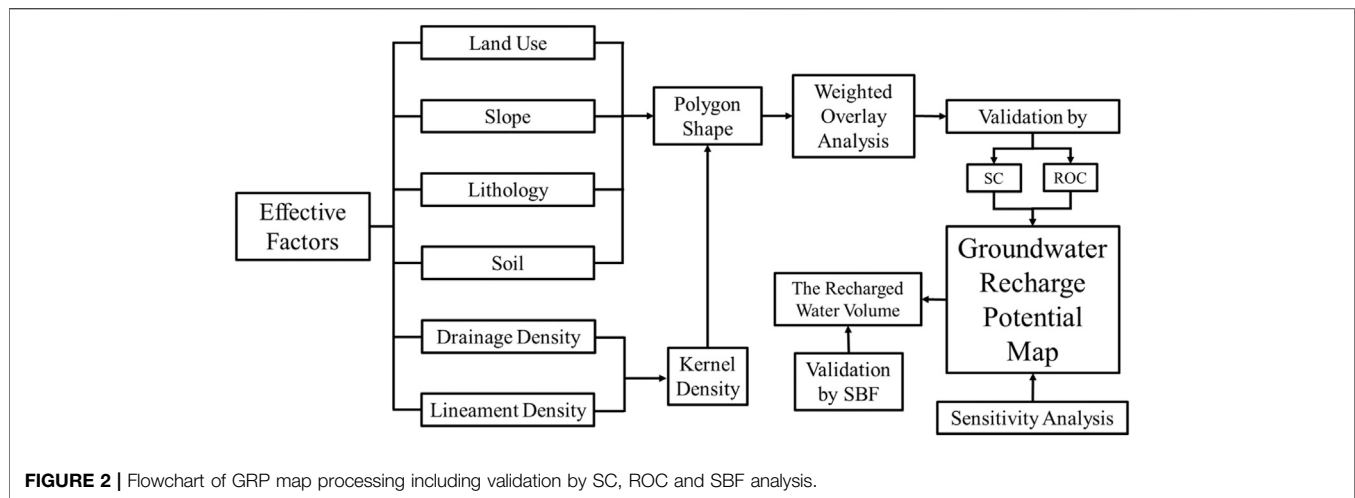 Effective
Factors
Land Use
Slope
Lithology
Soil
Drainage Density
Lineament Density
Kernel
Density
Polygon
Shape
Weighted
Overlay
Analysis
Validation by
SC
ROC
Groundwater
Recharge
Potential
Map
Sensitivity Analysis
The Recharged
Water Volume
Validation
by SBF
FIGURE 2 | Flowchart of GRP map processing including validation by SC, ROC and SBF analysis.